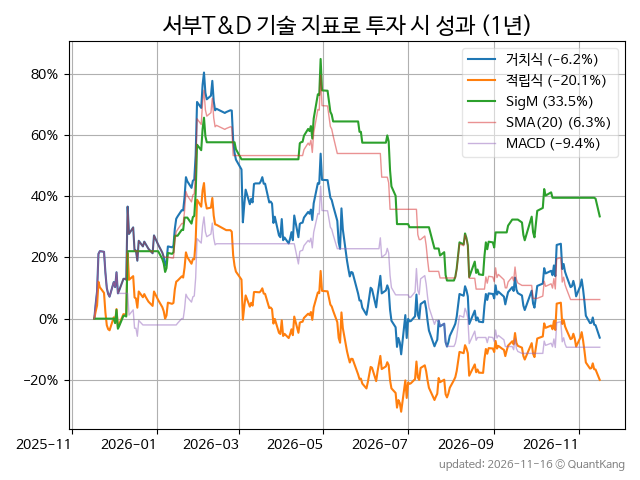 서부T&D 기술 지표로 투자 시 성과 (1년)
거치식 (−6.2%)
적립식 (−20.1%)
SigM (33.5%)
SMA(20) (6.3%)
MACD (−9.4%)
80%
60%
40%
20%
0%
−20%
2025-11 2026-01 2026-03 2026-05 2026-07 2026-09 2026-11
updated: 2026-11-16 © QuantKang